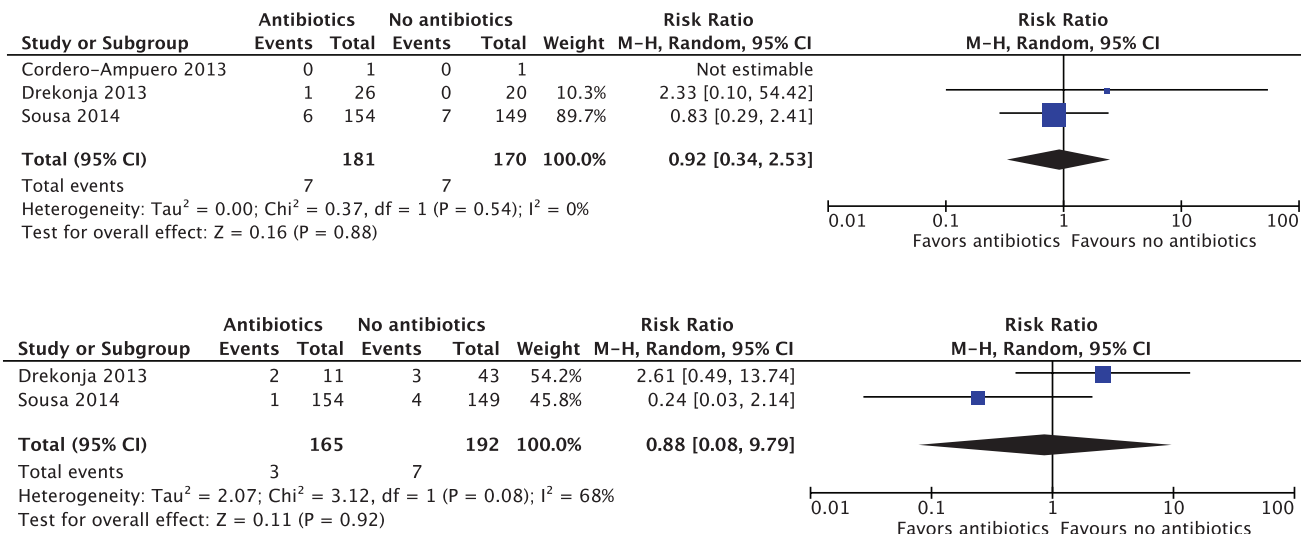 Antibiotics No antibiotics Risk Ratio Risk Ratio
Study or Subgroup Events Total Events Total Weight M-H, Random, 95% CI M-H, Random, 95% CI
Cordero-Ampuero 2013 0 1 0 1 Not estimable
Drekonja 2013 1 26 0 20 10.3% 2.33 [0.10, 54.42]
Sousa 2014 6 154 7 149 89.7% 0.83 [0.29, 2.41]
Total (95% CI) 181 170 100.0% 0.92 [0.34, 2.53]
Total events 7 7
Heterogeneity: Tau² = 0.00; Chi² = 0.37, df = 1 (P = 0.54); I² = 0%
Test for overall effect: Z = 0.16 (P = 0.88)
0.01 0.1 1 10 100
Favors antibiotics Favours no antibiotics
Antibiotics No antibiotics Risk Ratio Risk Ratio
Study or Subgroup Events Total Events Total Weight M-H, Random, 95% CI M-H, Random, 95% CI
Drekonja 2013 2 11 3 43 54.2% 2.61 [0.49, 13.74]
Sousa 2014 1 154 4 149 45.8% 0.24 [0.03, 2.14]
Total (95% CI) 165 192 100.0% 0.88 [0.08, 9.79]
Total events 3 7
Heterogeneity: Tau² = 2.07; Chi² = 3.12, df = 1 (P = 0.08); I² = 68%
Test for overall effect: Z = 0.11 (P = 0.92)
0.01 0.1 1 10 100
Favors antibiotics Favours no antibiotics